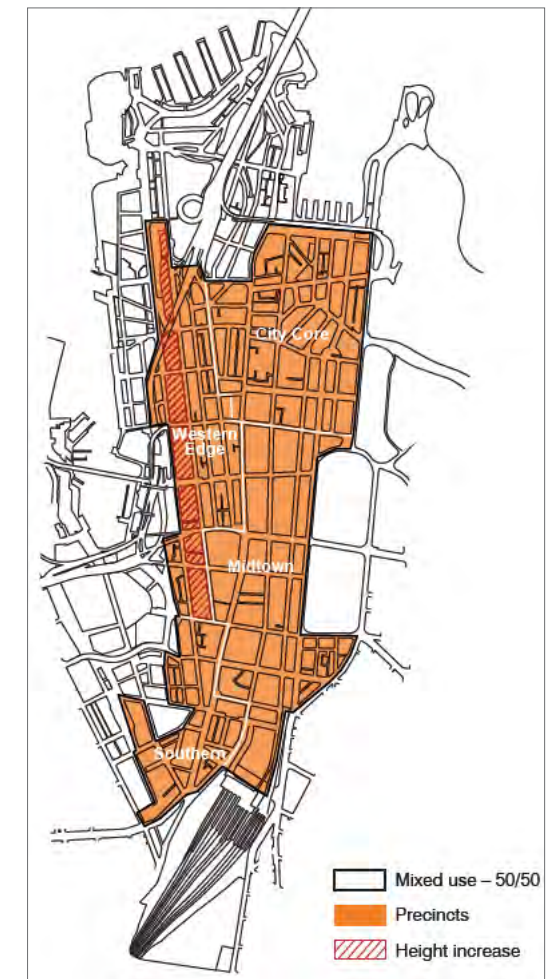 City Core
Western
Edge
Midtown
Southern
Mixed use – 50/50
Precincts
Height increase